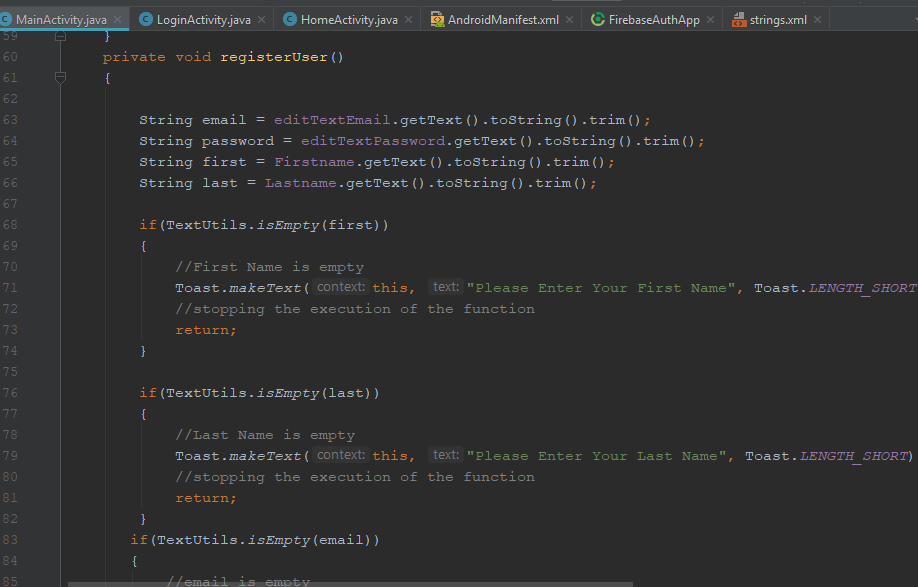 MainActivity.java LoginActivity.java HomeActivity.java AndroidManifest.xml FirebaseAuthApp strings.xml
59 }
60 private void registerUser()
61 {
62
63 String email = editTextEmail.getText().toString().trim();
64 String password = editTextPassword.getText().toString().trim();
65 String first = Firstname.getText().toString().trim();
66 String last = Lastname.getText().toString().trim();
67
68 if(TextUtils.isEmpty(first))
69 {
70 //First Name is empty
71 Toast.makeText( context: this, text: "Please Enter Your First Name", Toast.LENGTH_SHORT
72 //stopping the execution of the function
73 return;
74 }
75
76 if(TextUtils.isEmpty(last))
77 {
78 //Last Name is empty
79 Toast.makeText( context: this, text: "Please Enter Your Last Name", Toast.LENGTH_SHORT)
80 //stopping the execution of the function
81 return;
82 }
83 if(TextUtils.isEmpty(email))
84 {
85 //email is empty